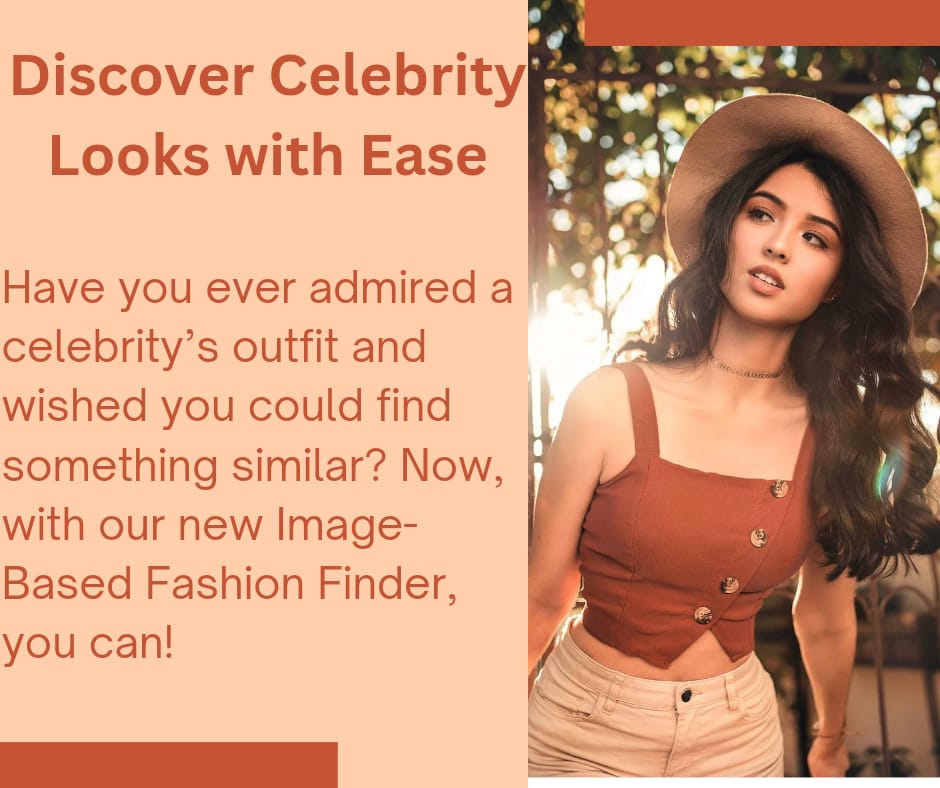 Discover Celebrity
Looks with Ease
Have you ever admired a
celebrity’s outfit and
wished you could find
something similar? Now,
with our new Image-
Based Fashion Finder,
you can!